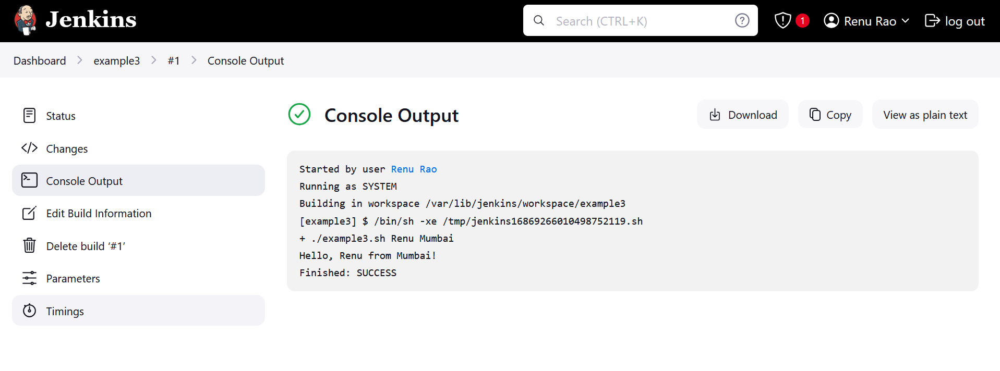 Jenkins
Search (CTRL+K)
1
Renu Rao
log out
Dashboard
example3
#1
Console Output
Status
Changes
Console Output
Edit Build Information
Delete build ‘#1’
Parameters
Timings
Console Output
Download
Copy
View as plain text
Started by user Renu Rao
Running as SYSTEM
Building in workspace /var/lib/jenkins/workspace/example3
[example3] $ /bin/sh -xe /tmp/jenkins16869266010498752119.sh
+ ./example3.sh Renu Mumbai
Hello, Renu from Mumbai!
Finished: SUCCESS